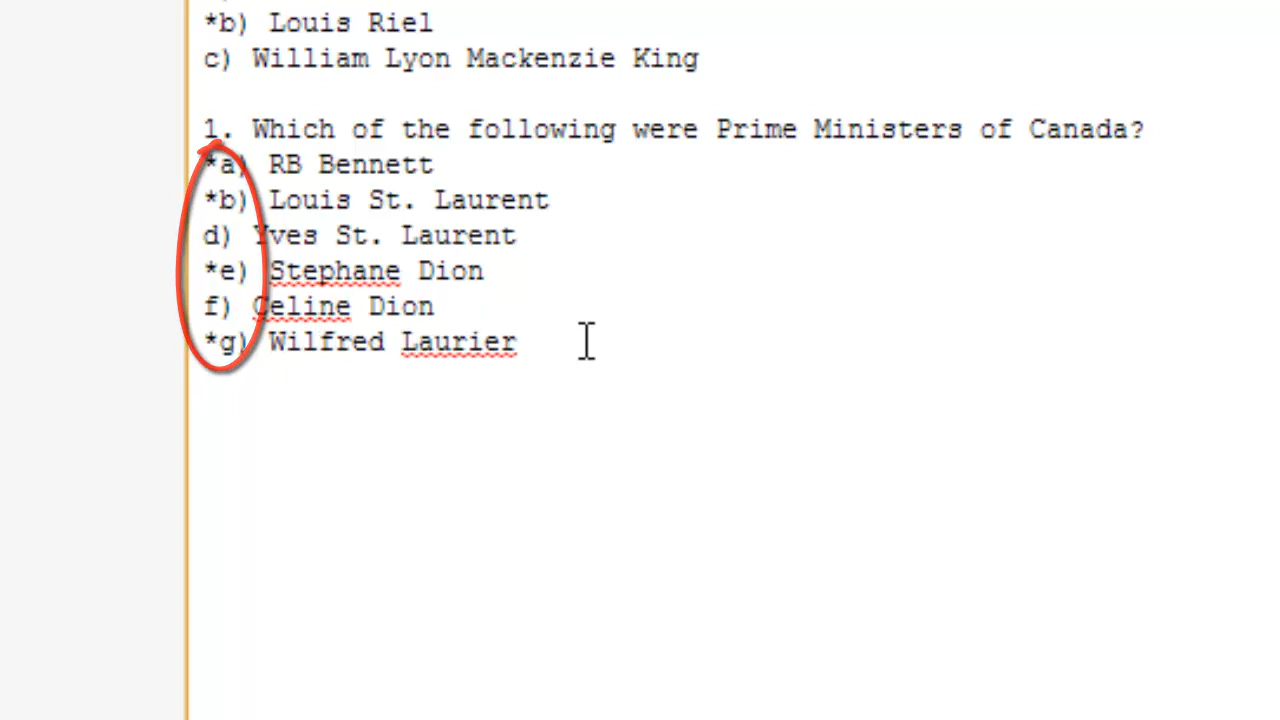 *b) Louis Riel
c) William Lyon Mackenzie King
1. Which of the following were Prime Ministers of Canada?
*a) RB Bennett
*b) Louis St. Laurent
d) Yves St. Laurent
*e) Stephane Dion
f) Celine Dion
*g) Wilfred Laurier